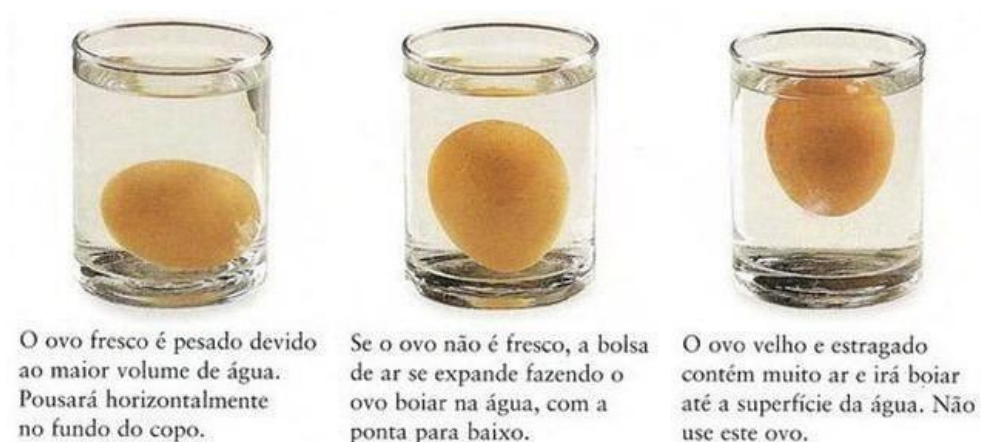 O ovo fresco é pesado devido
ao maior volume de água.
Pousará horizontalmente
no fundo do copo.
Se o ovo não é fresco, a bolsa
de ar se expande fazendo o
ovo boiar na água, com a
ponta para baixo.
O ovo velho e estragado
contém muito ar e irá boiar
até a superfície da água. Não
use este ovo.